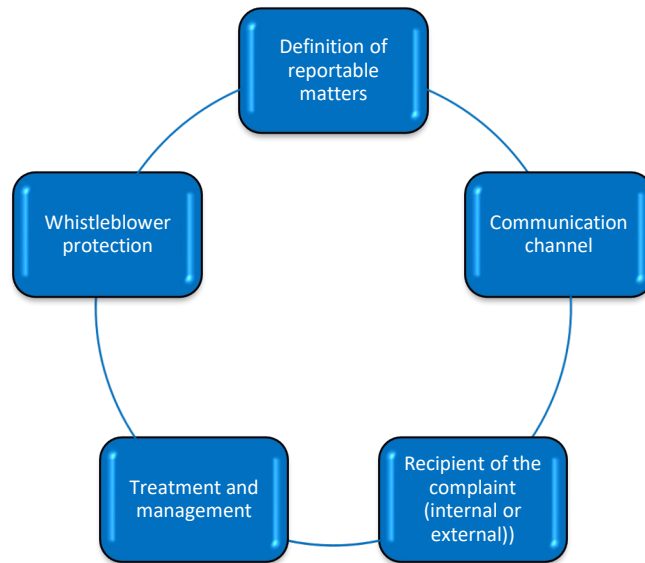 Definition of
reportable
matters
Communication
channel
Recipient of the
complaint
(internal or
external))
Treatment and
management
Whistleblower
protection